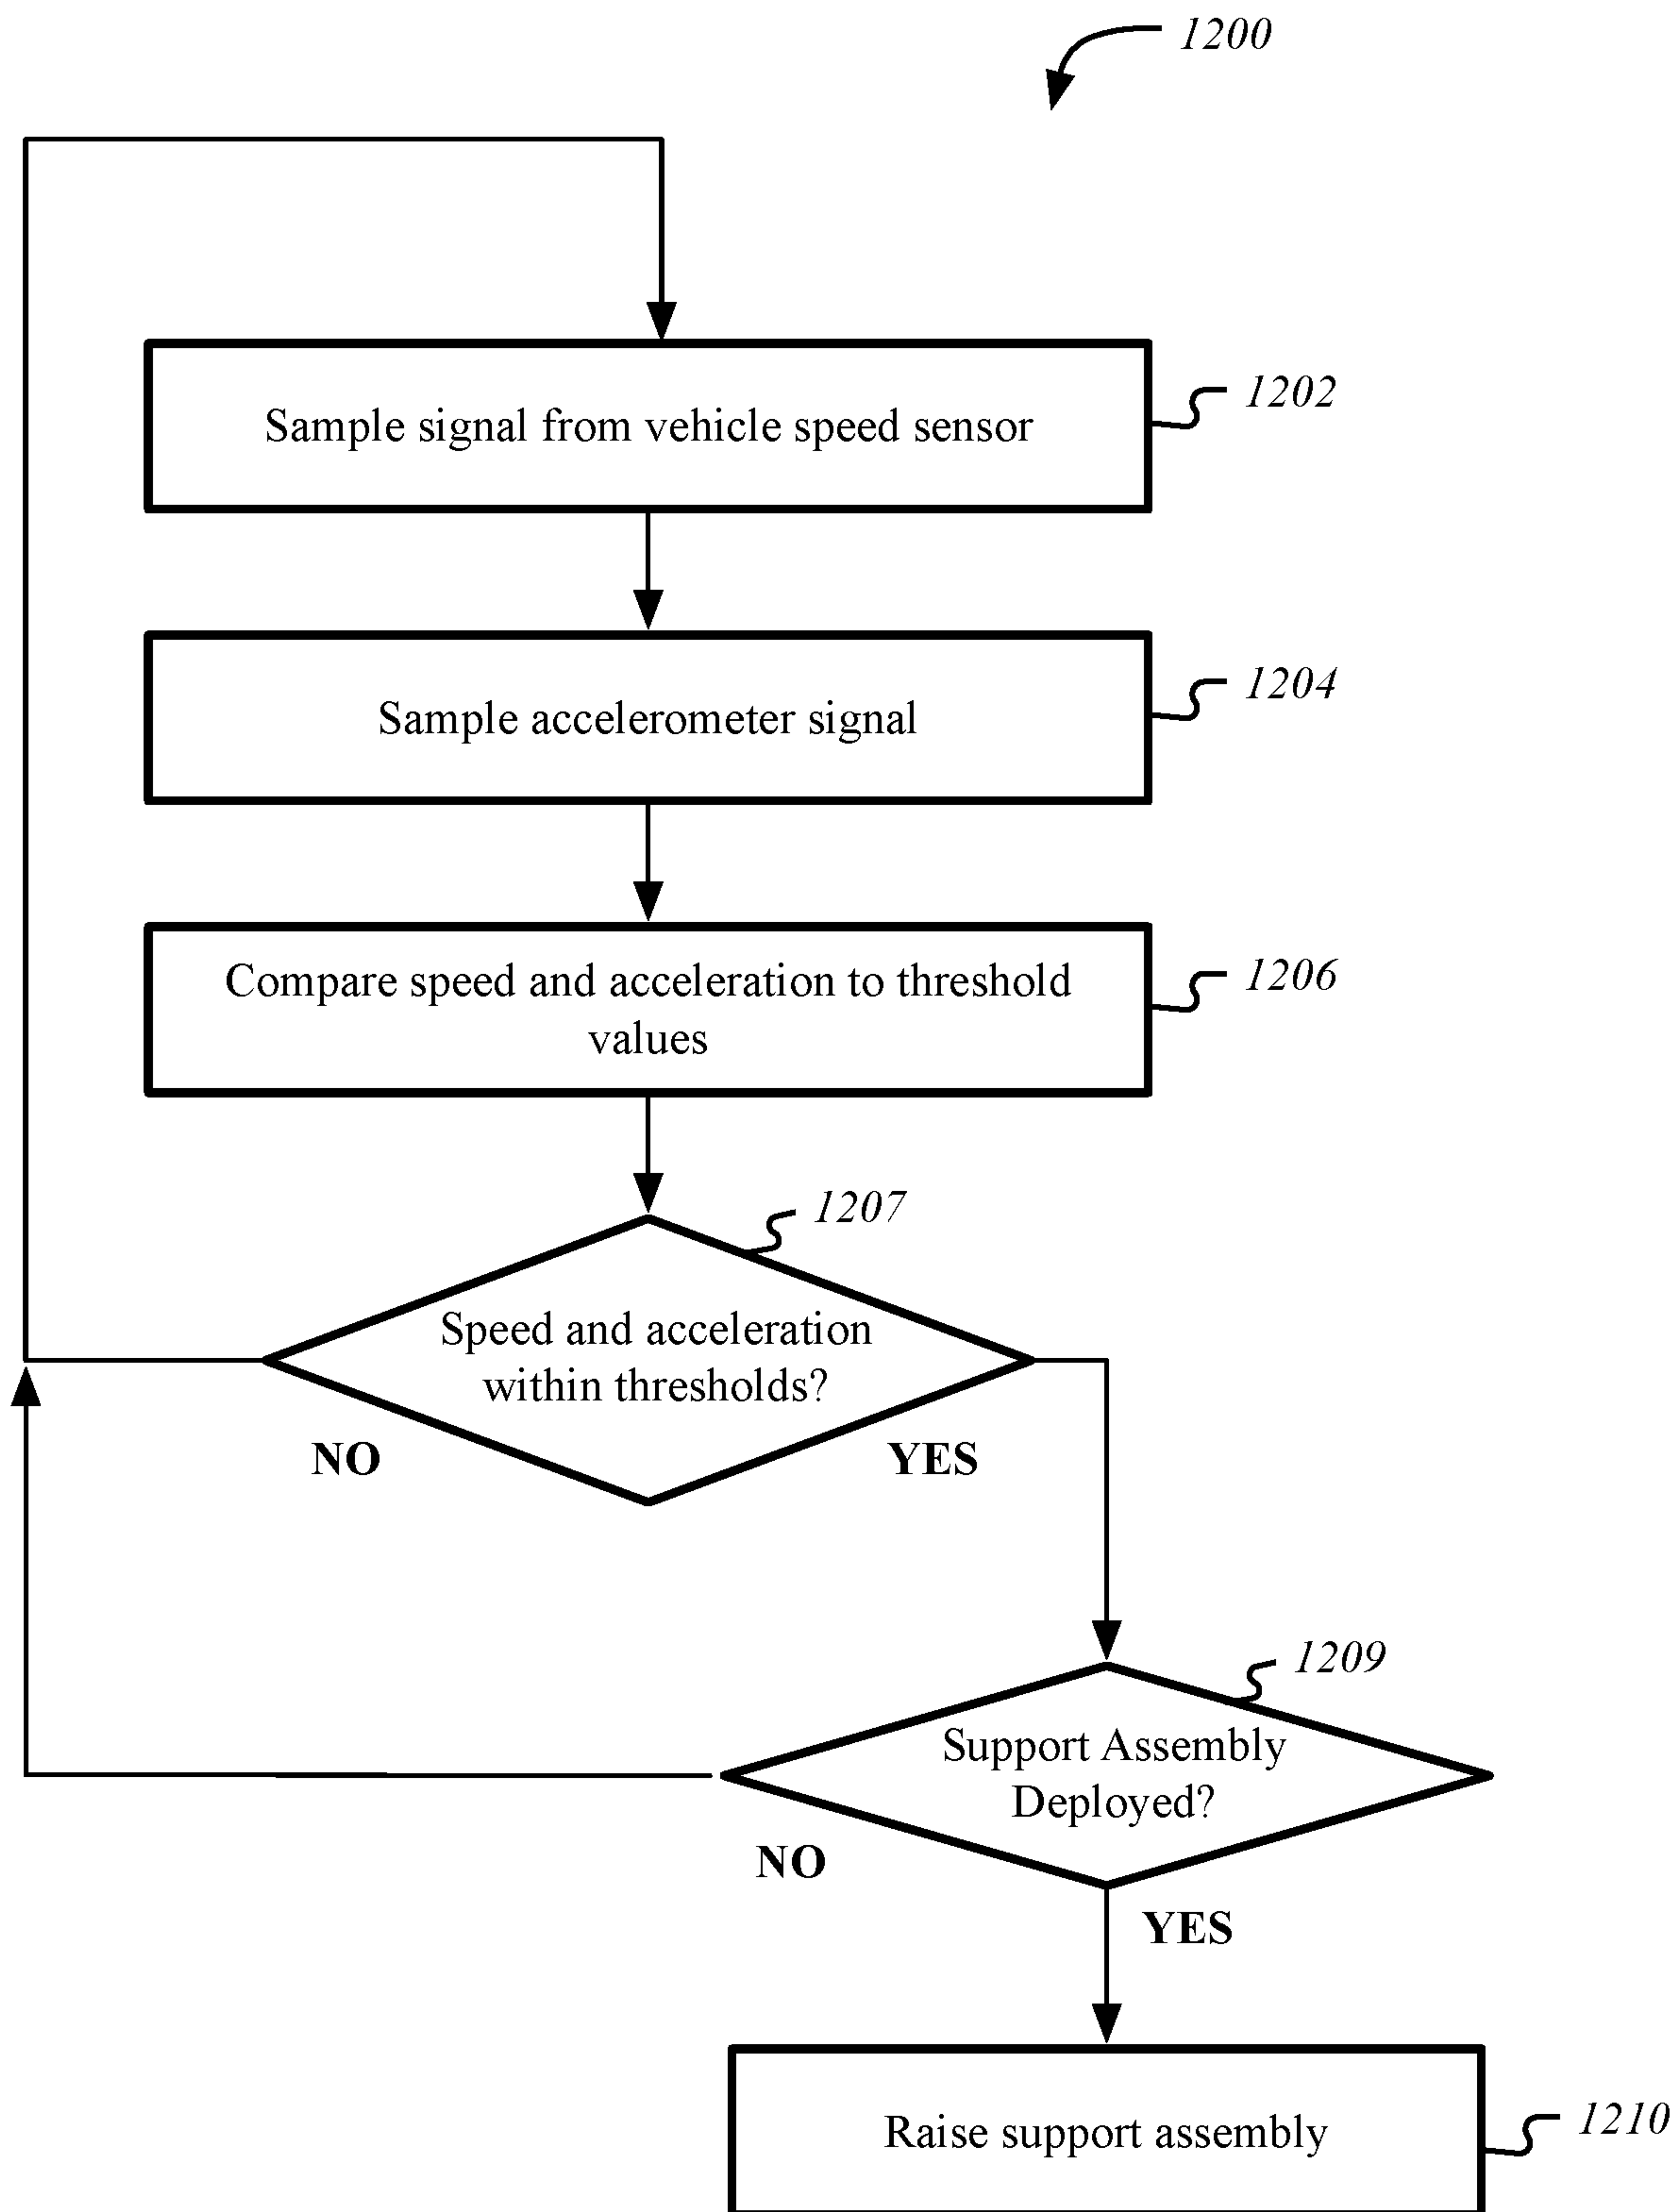 1200
Sample signal from vehicle speed sensor
1202
Sample accelerometer signal
1204
Compare speed and acceleration to threshold
values
1206
1207
Speed and acceleration
within thresholds?
NO
YES
1209
Support Assembly
Deployed?
NO
YES
Raise support assembly
1210